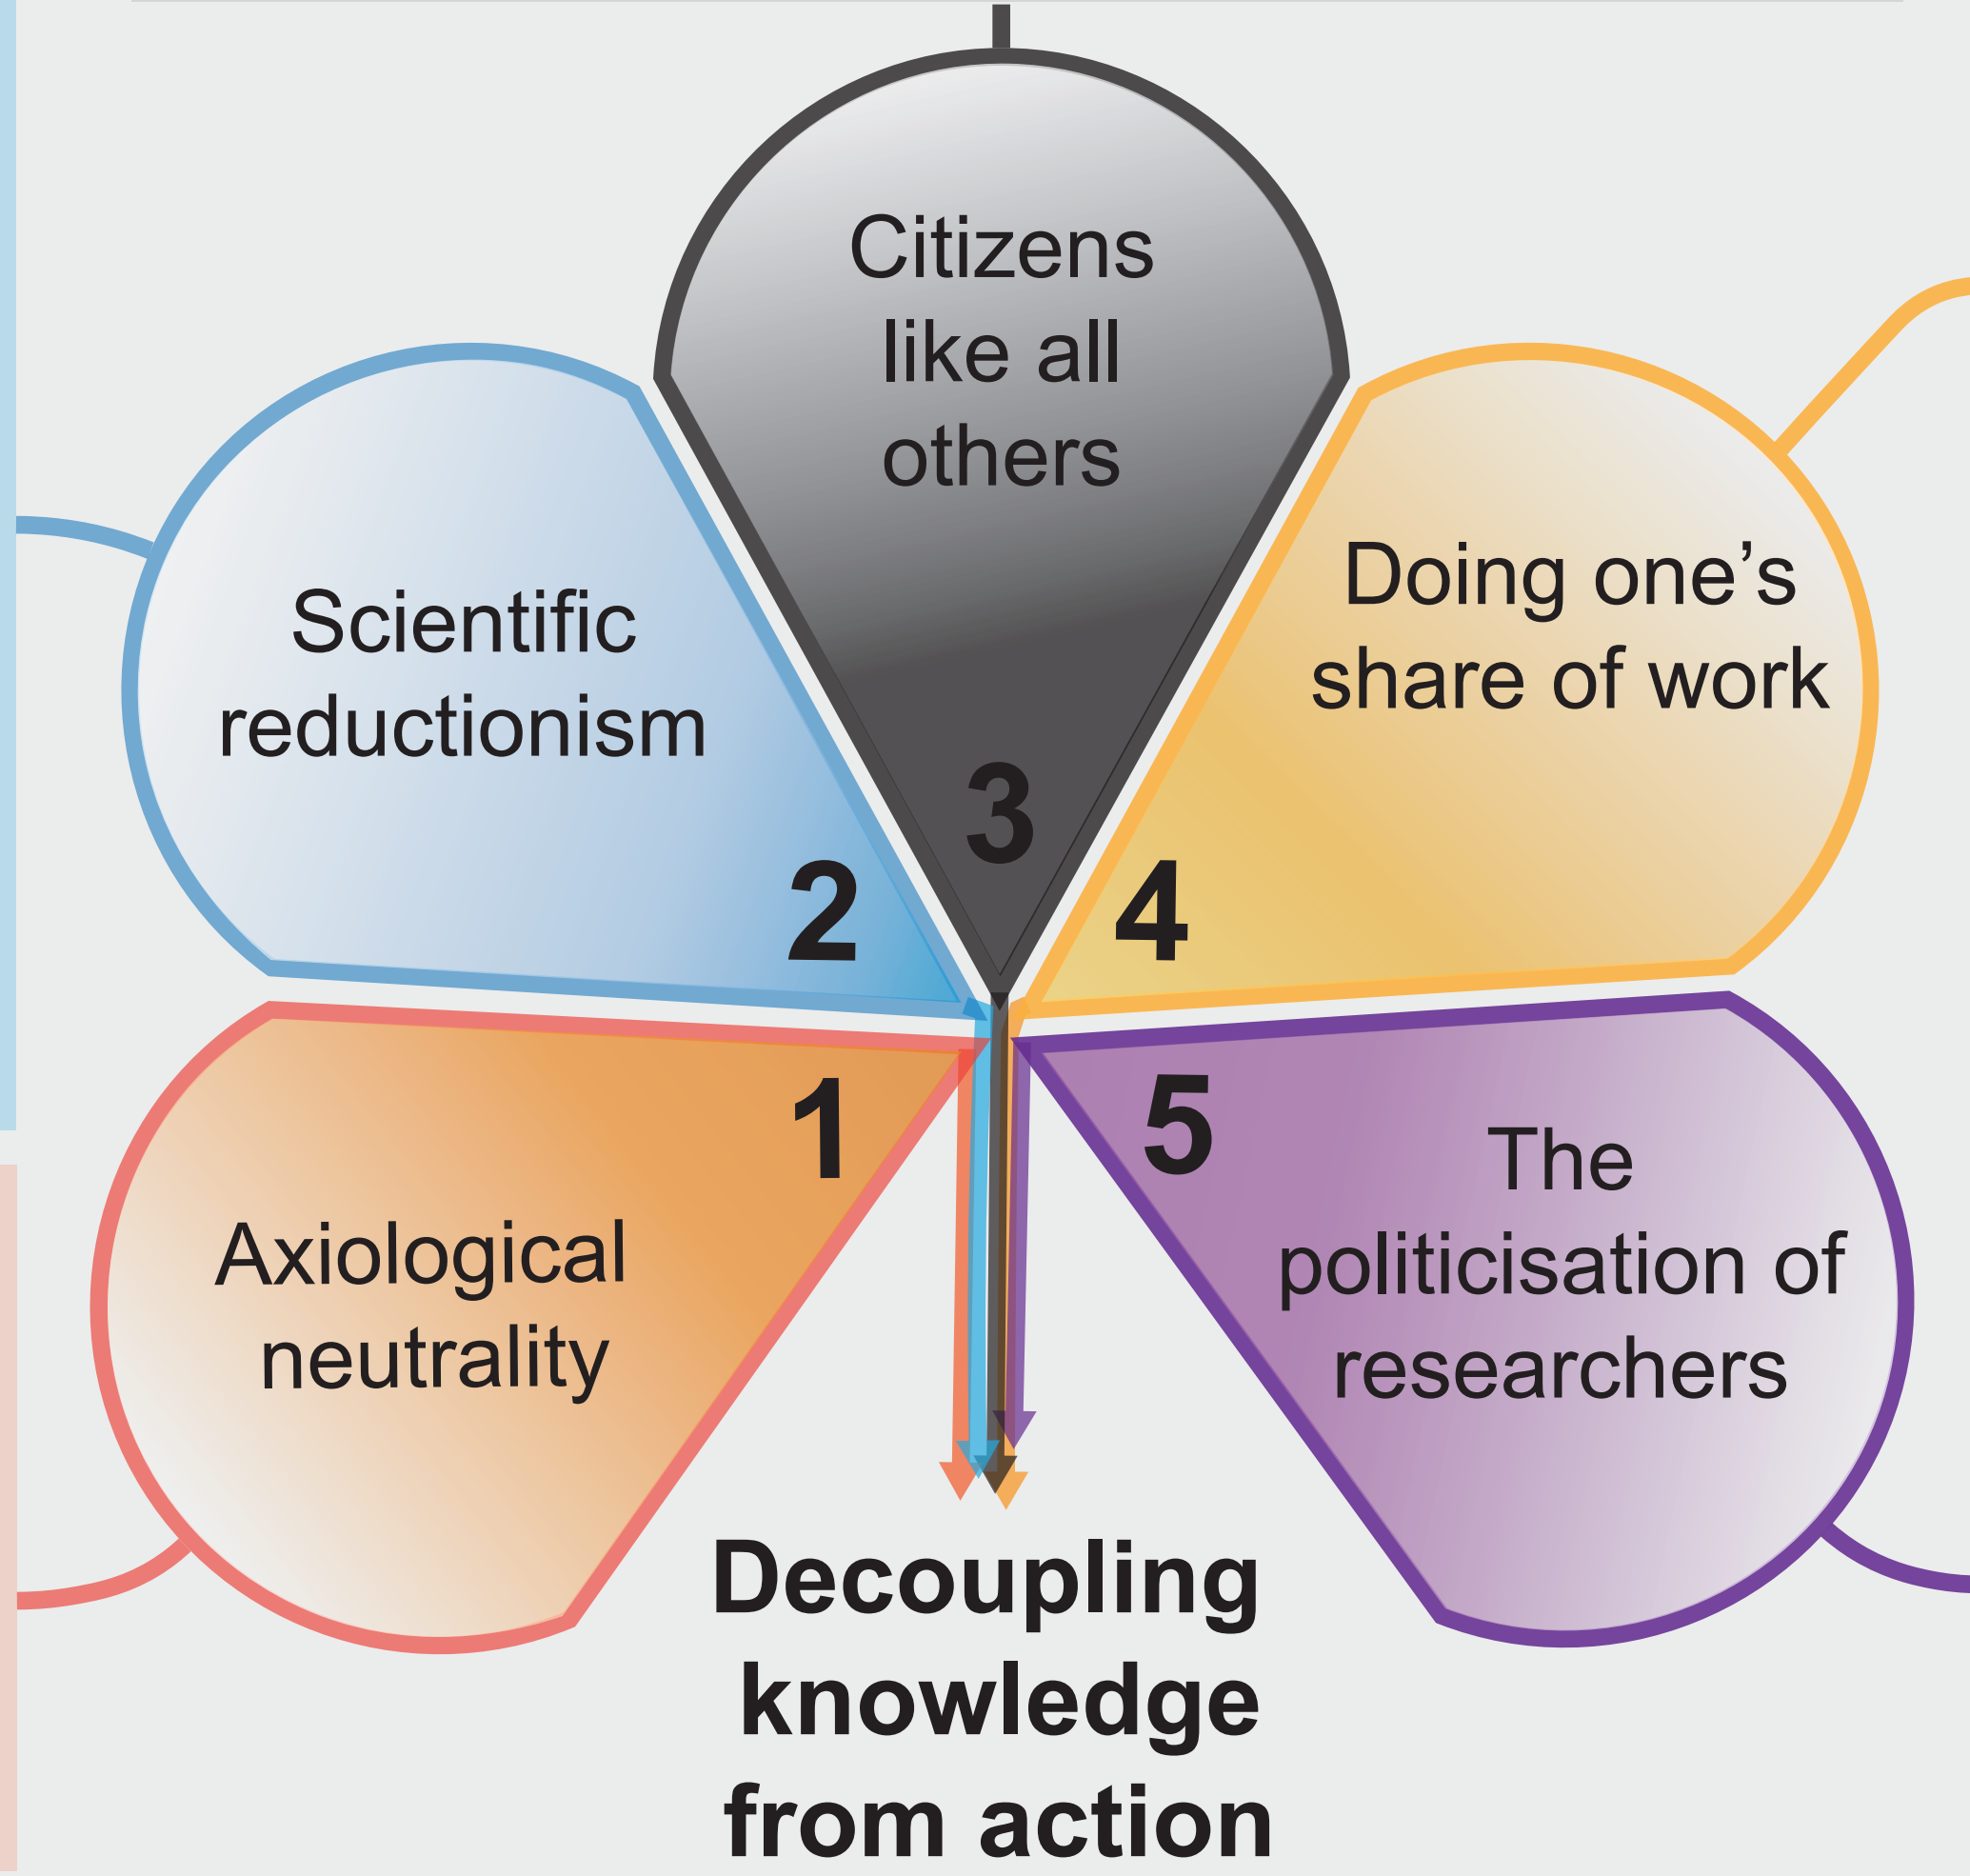 Citizens
like all
others
3
Scientific
reductionism
2
Doing one’s
share of work
4
Axiological
neutrality
1
The
politicisation of
researchers
5
Decoupling
knowledge
from action